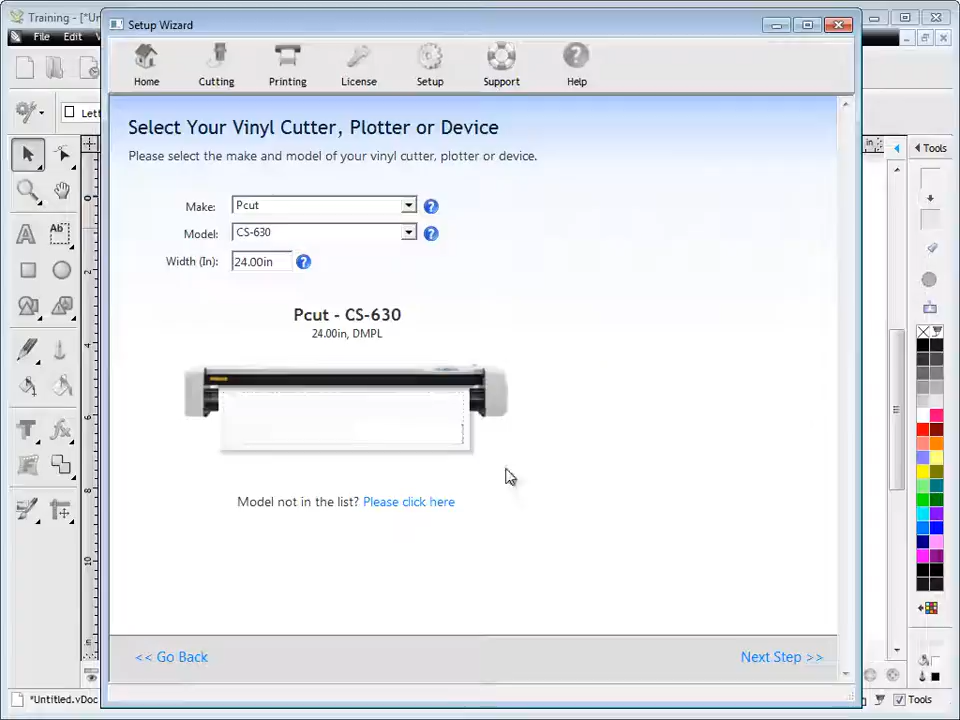 Training - [*Un
Setup Wizard
File Edit V
Home Cutting Printing License Setup Support Help
Lett
Select Your Vinyl Cutter, Plotter or Device
Please select the make and model of your vinyl cutter, plotter or device.
Tools
Make: Pcut
Model: CS-630
Width (In): 24.00in
Pcut - CS-630
24.00in, DMPL
Model not in the list? Please click here
<< Go Back
Next Step >>
*Untitled.vDoc
Tools